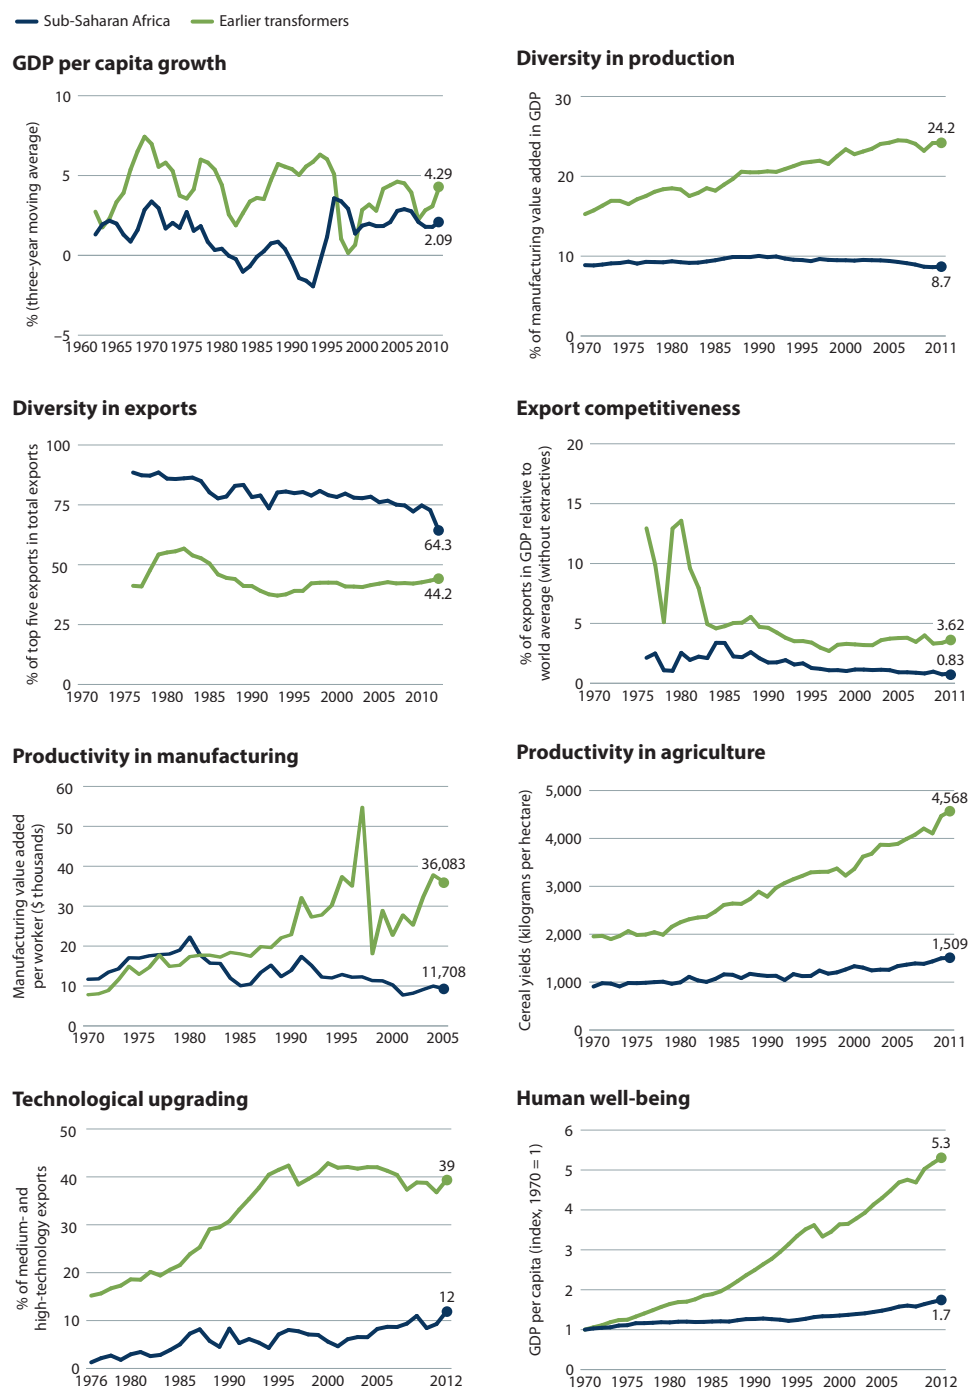 Sub-Saharan Africa Earlier transformers
GDP per capita growth
% (three-year moving average)
10
5
0
–5
4.29
2.09
1960 1965 1970 1975 1980 1985 1990 1995 2000 2005 2010
Diversity in production
% of manufacturing value added in GDP
30
20
10
0
24.2
8.7
1970 1975 1980 1985 1990 1995 2000 2005 2011
Diversity in exports
% of top five exports in total exports
100
75
50
25
0
64.3
44.2
1970 1975 1980 1985 1990 1995 2000 2005 2010
Export competitiveness
% of exports in GDP relative to
world average (without extractives)
20
15
10
5
0
3.62
0.83
1970 1975 1980 1985 1990 1995 2000 2005 2011
Productivity in manufacturing
Manufacturing value added
per worker ($ thousands)
60
50
40
30
20
10
0
36,083
11,708
1970 1975 1980 1985 1990 1995 2000 2005
Productivity in agriculture
Cereal yields (kilograms per hectare)
5,000
4,000
3,000
2,000
1,000
0
4,568
1,509
1970 1975 1980 1985 1990 1995 2000 2005 2011
Technological upgrading
% of medium- and
high-technology exports
50
40
30
20
10
0
39
12
1976 1980 1985 1990 1995 2000 2005 2012
Human well-being
GDP per capita (index, 1970 = 1)
6
5
4
3
2
1
0
5.3
1.7
1970 1975 1980 1985 1990 1995 2000 2005 2012